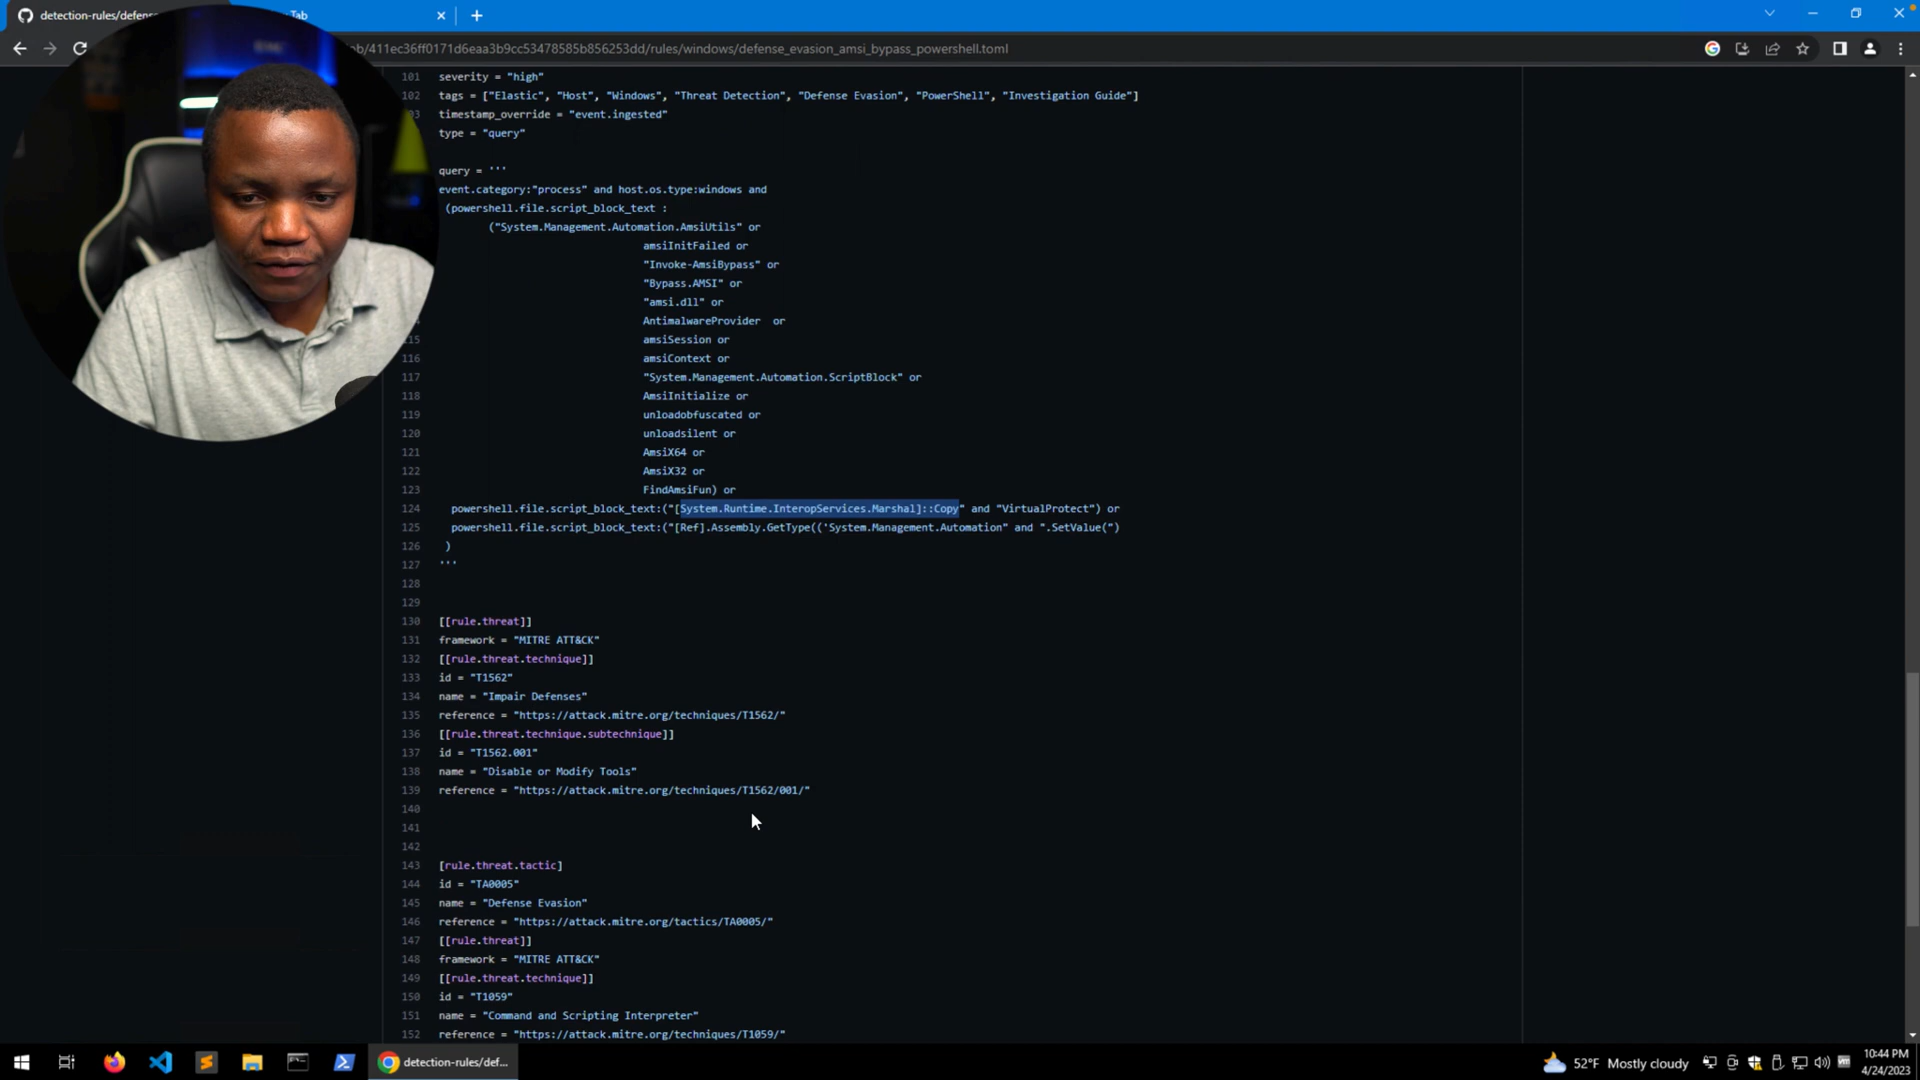 detection-rules/defens
Tab
ob/411ec36ff0171d6eaa3b9cc53478585b856253dd/rules/windows/defense_evasion_amsi_bypass_powershell.toml
101 severity = "high"
102 tags = ["Elastic", "Host", "Windows", "Threat Detection", "Defense Evasion", "PowerShell", "Investigation Guide"]
timestamp_override = "event.ingested"
type = "query"
query = '''
event.category:"process" and host.os.type:windows and
(powershell.file.script_block_text :
("System.Management.Automation.AmsiUtils" or
amsiInitFailed or
"Invoke-AmsiBypass" or
"Bypass.AMSI" or
"amsi.dll" or
AntimalwareProvider or
115 amsiSession or
116 amsiContext or
117 "System.Management.Automation.ScriptBlock" or
118 AmsiInitialize or
119 unloadobfuscated or
120 unloadsilent or
121 AmsiX64 or
122 AmsiX32 or
123 FindAmsiFun) or
124 powershell.file.script_block_text:("[System.Runtime.InteropServices.Marshal]::Copy" and "VirtualProtect") or
125 powershell.file.script_block_text:("[Ref].Assembly.GetType(('System.Management.Automation" and ".SetValue(")
126 )
127 '''
128
129
130 [[rule.threat]]
131 framework = "MITRE ATT&CK"
132 [[rule.threat.technique]]
133 id = "T1562"
134 name = "Impair Defenses"
135 reference = "https://attack.mitre.org/techniques/T1562/"
136 [[rule.threat.technique.subtechnique]]
137 id = "T1562.001"
138 name = "Disable or Modify Tools"
139 reference = "https://attack.mitre.org/techniques/T1562/001/"
140
141
142
143 [rule.threat.tactic]
144 id = "TA0005"
145 name = "Defense Evasion"
146 reference = "https://attack.mitre.org/tactics/TA0005/"
147 [[rule.threat]]
148 framework = "MITRE ATT&CK"
149 [[rule.threat.technique]]
150 id = "T1059"
151 name = "Command and Scripting Interpreter"
152 reference = "https://attack.mitre.org/techniques/T1059/"
detection-rules/def...
52°F Mostly cloudy
10:44 PM
4/24/2023